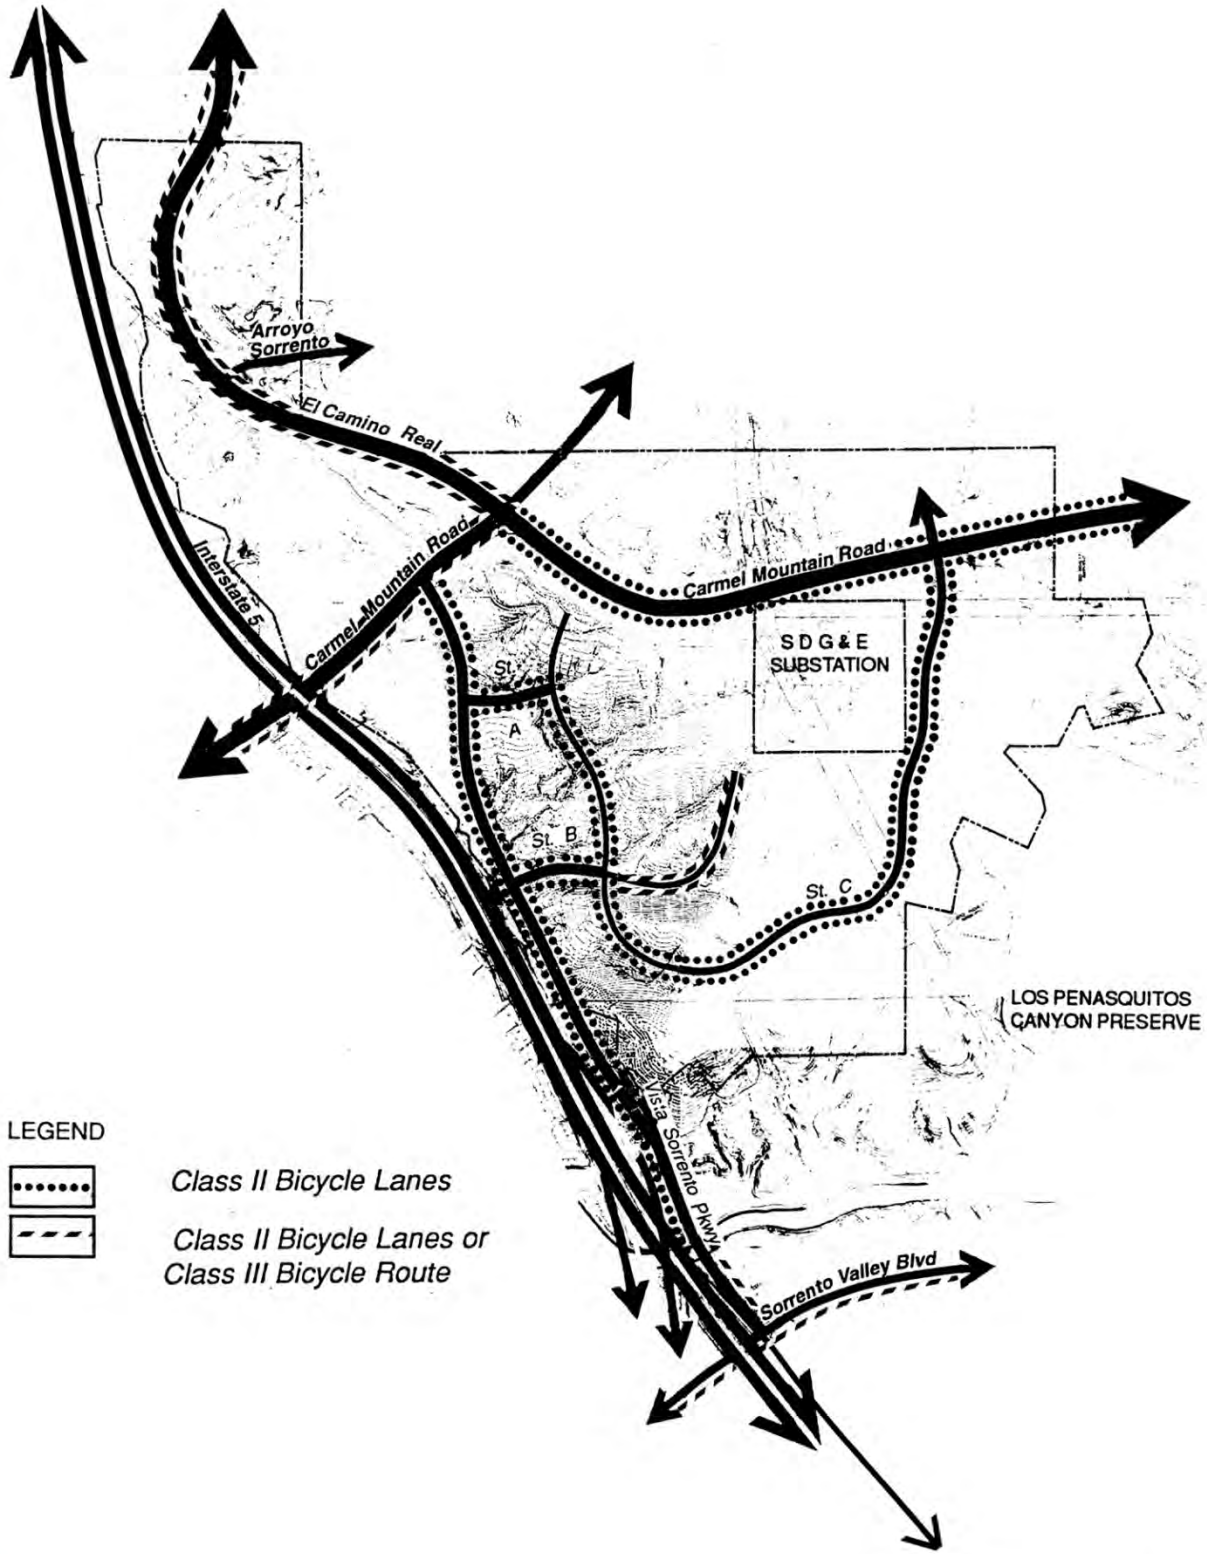 Arroyo
Sorrento
El Camino Real
Carmel Mountain Road
Interstate 5
Carmel Mountain Road
S D G & E
SUBSTATION
St.
A
St. B
St. C
LOS PENASQUITOS
CANYON PRESERVE
Vista Sorrento Pkwy
Sorrento Valley Blvd
LEGEND
Class II Bicycle Lanes
Class II Bicycle Lanes or
Class III Bicycle Route